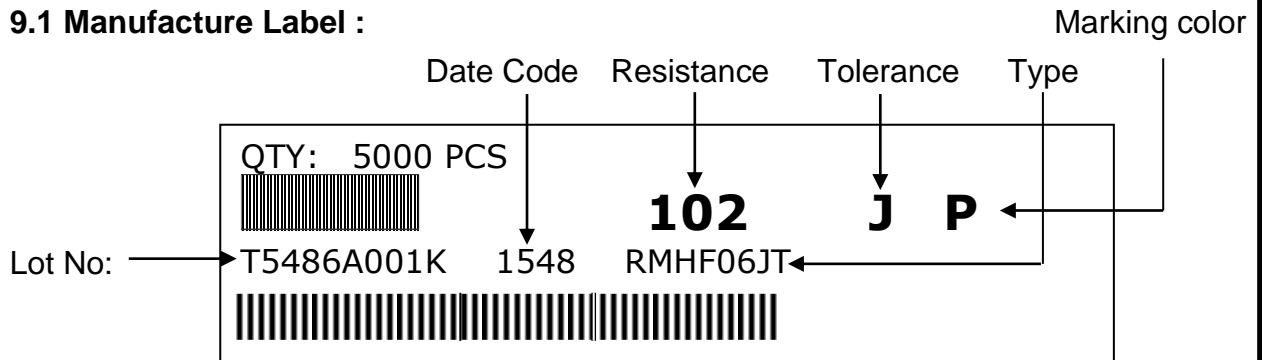 9.1 Manufacture Label :
Marking color
Date Code Resistance Tolerance Type
QTY: 5000 PCS
102 J P
Lot No: T5486A001K 1548 RMHF06JT